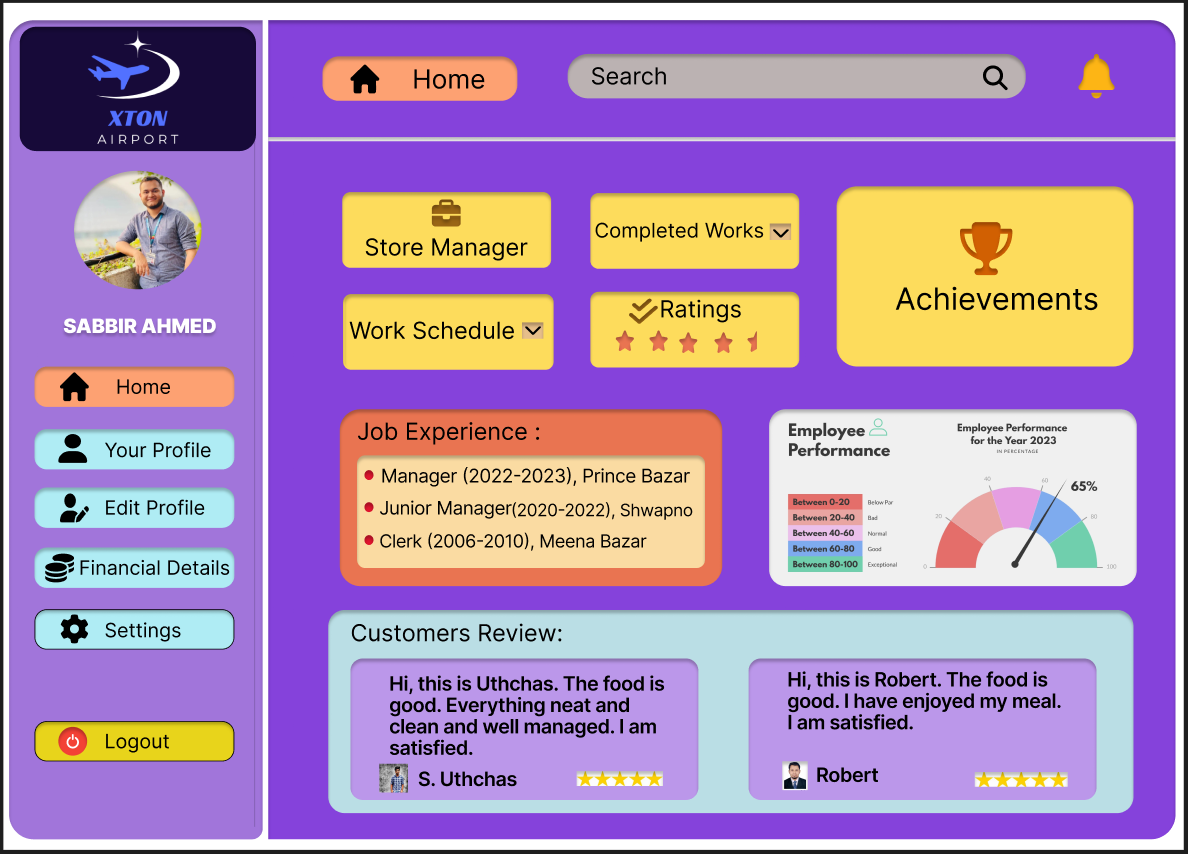 XTON
AIRPORT
SABBIR AHMED
Home
Your Profile
Edit Profile
Financial Details
Settings
Logout
Home
Search
Store Manager
Completed Works
Work Schedule
Ratings
Achievements
Job Experience :
Manager (2022-2023), Prince Bazar
Junior Manager(2020-2022), Shwapno
Clerk (2006-2010), Meena Bazar
Employee
Performance
Between 0-20 Below Par
Between 20-40 Bad
Between 40-60 Normal
Between 60-80 Good
Between 80-100 Exceptional
Employee Performance
for the Year 2023
IN PERCENTAGE
0
20
40
60
65%
80
100
Customers Review:
Hi, this is Uthchas. The food is
good. Everything neat and
clean and well managed. I am
satisfied.
S. Uthchas
Hi, this is Robert. The food is
good. I have enjoyed my meal.
I am satisfied.
Robert